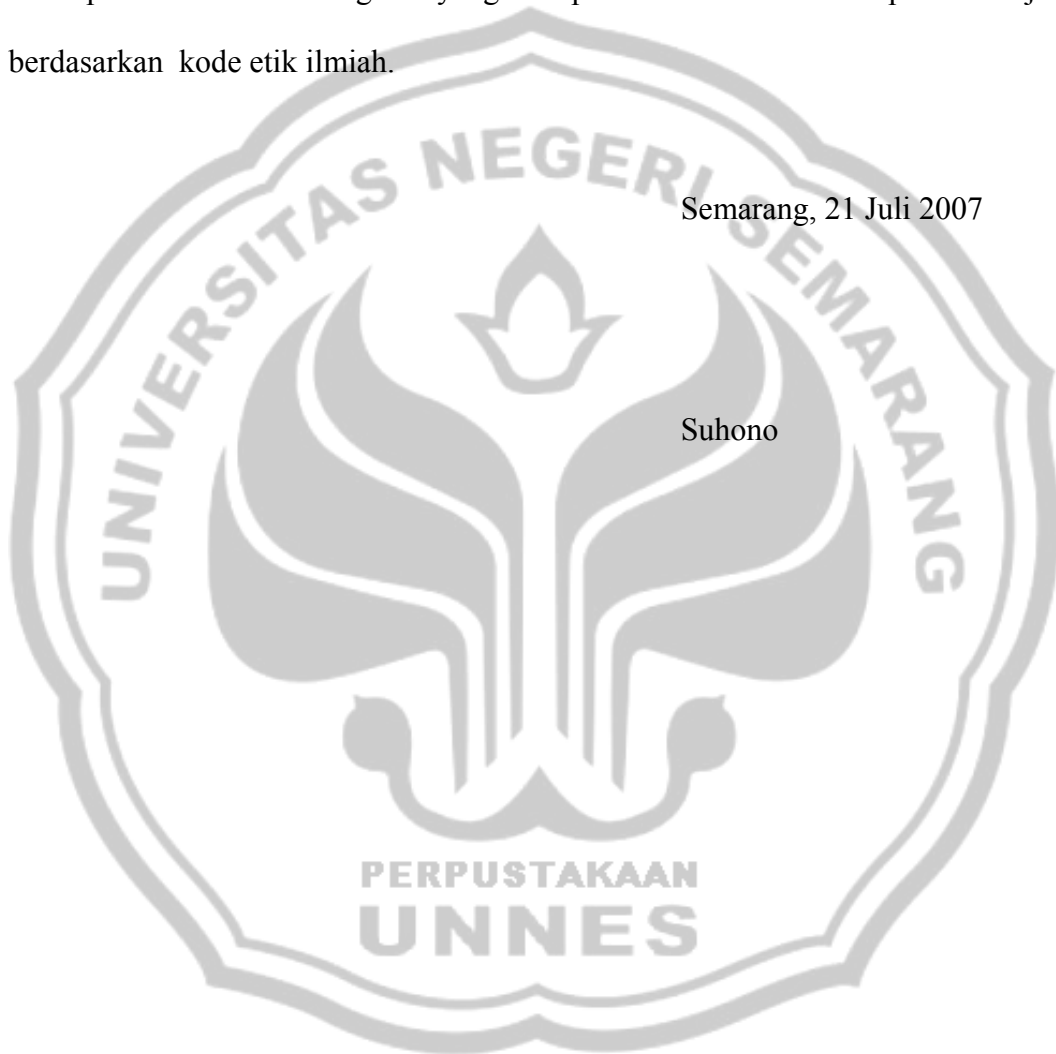 berdasarkan kode etik ilmiah.
Semarang, 21 Juli 2007
Suhono
UNIVERSITAS NEGERI SEMARANG
PERPUSTAKAAN
UNNES